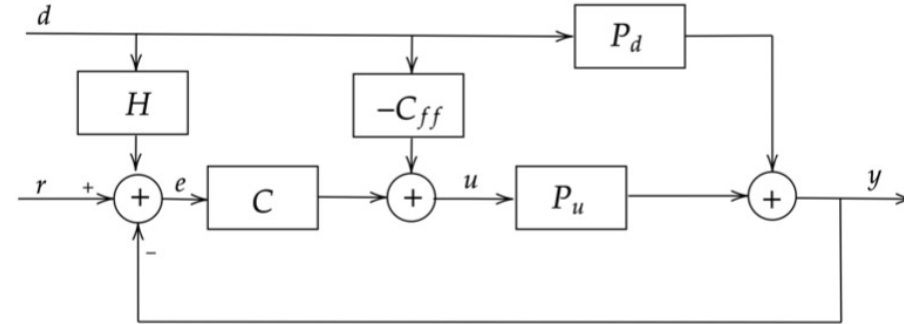 d
P_d
H
−C_ff
r + + e C + u P_u + y
−